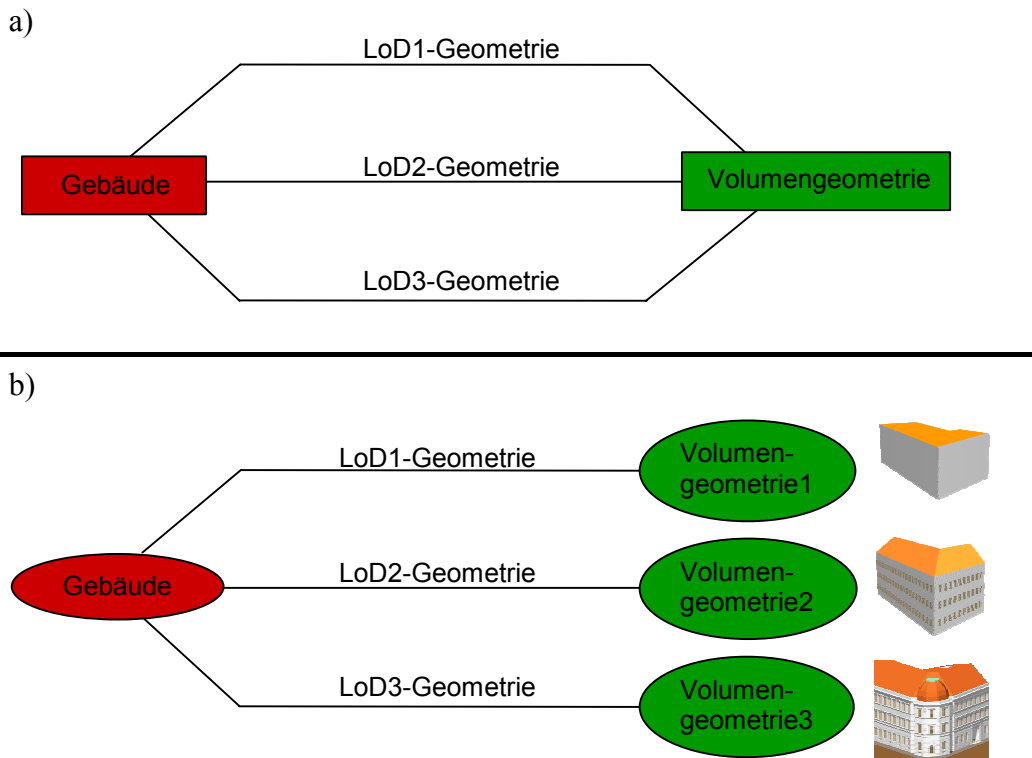 a)
LoD1-Geometrie
LoD2-Geometrie
Gebäude
Volumengeometrie
LoD3-Geometrie
b)
LoD1-Geometrie
Volumen-
geometrie1
LoD2-Geometrie
Gebäude
Volumen-
geometrie2
LoD3-Geometrie
Volumen-
geometrie3